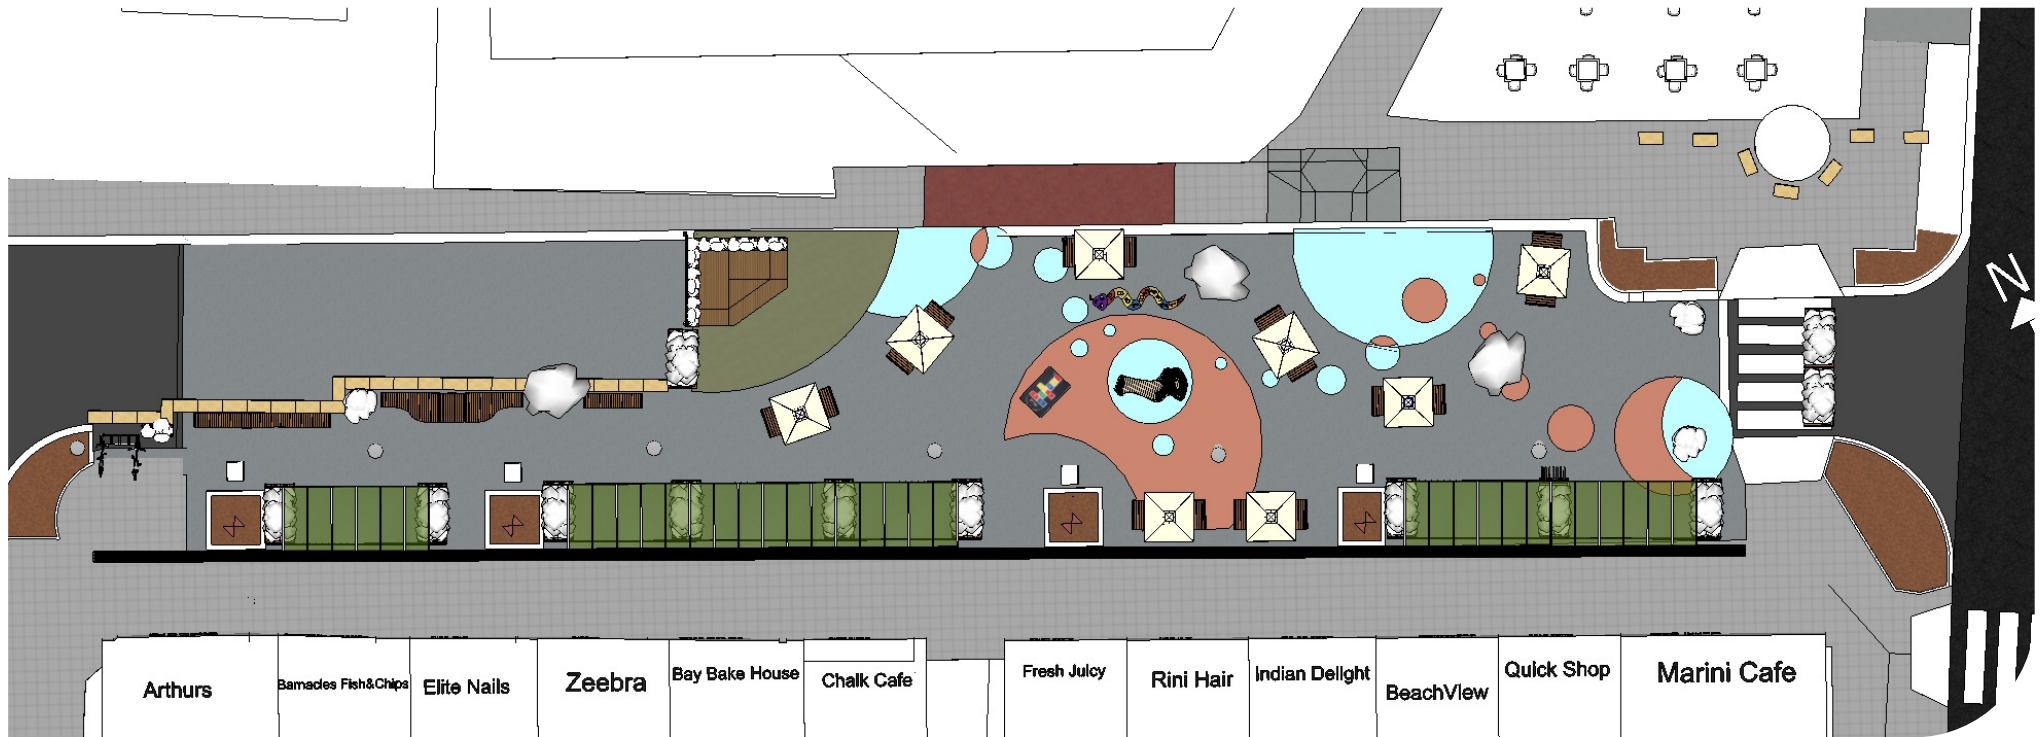 N
Arthurs
Barnacles Fish&Chips
Elite Nails
Zeebra
Bay Bake House
Chalk Cafe
Fresh Juicy
Rini Hair
Indian Delight
BeachView
Quick Shop
Marini Cafe